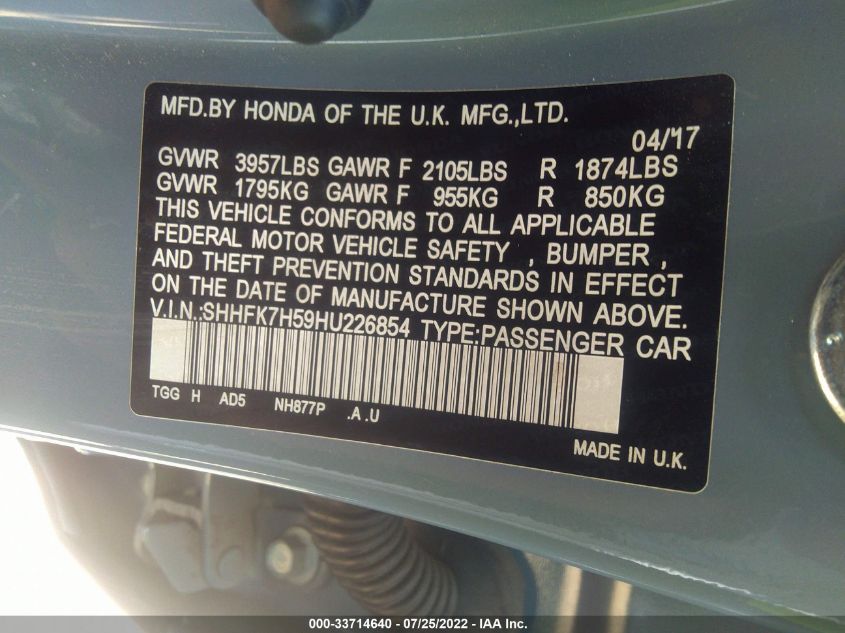 MFD.BY HONDA OF THE U.K. MFG.,LTD.
04/17
GVWR 3957LBS GAWR F 2105LBS R 1874LBS
GVWR 1795KG GAWR F 955KG R 850KG
THIS VEHICLE CONFORMS TO ALL APPLICABLE
FEDERAL MOTOR VEHICLE SAFETY , BUMPER ,
AND THEFT PREVENTION STANDARDS IN EFFECT
ON THE DATE OF MANUFACTURE SHOWN ABOVE.
V.I.N.:SHHFK7H59HU226854 TYPE:PASSENGER CAR
TGG H AD5 NH877P .A .U
MADE IN U.K.
000-33714640 / 07/25/2022 - IAA Inc.